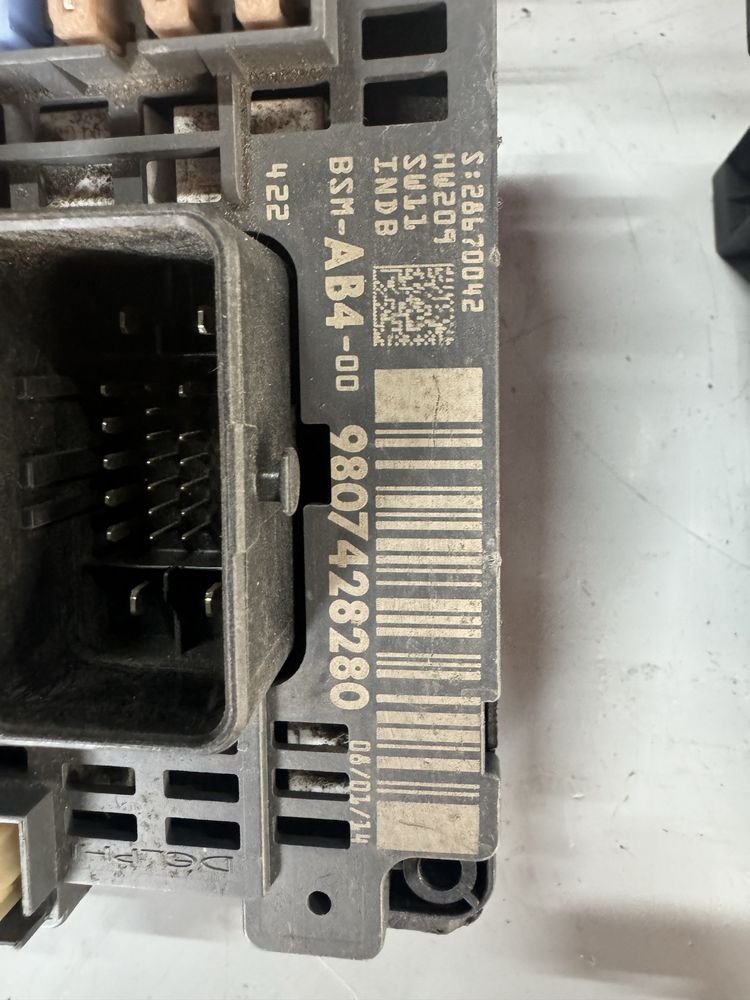 S:28670042
HW209
SW11
INDB
BSM-AB4-00
422
9807428280
08/01/14
DELPHI